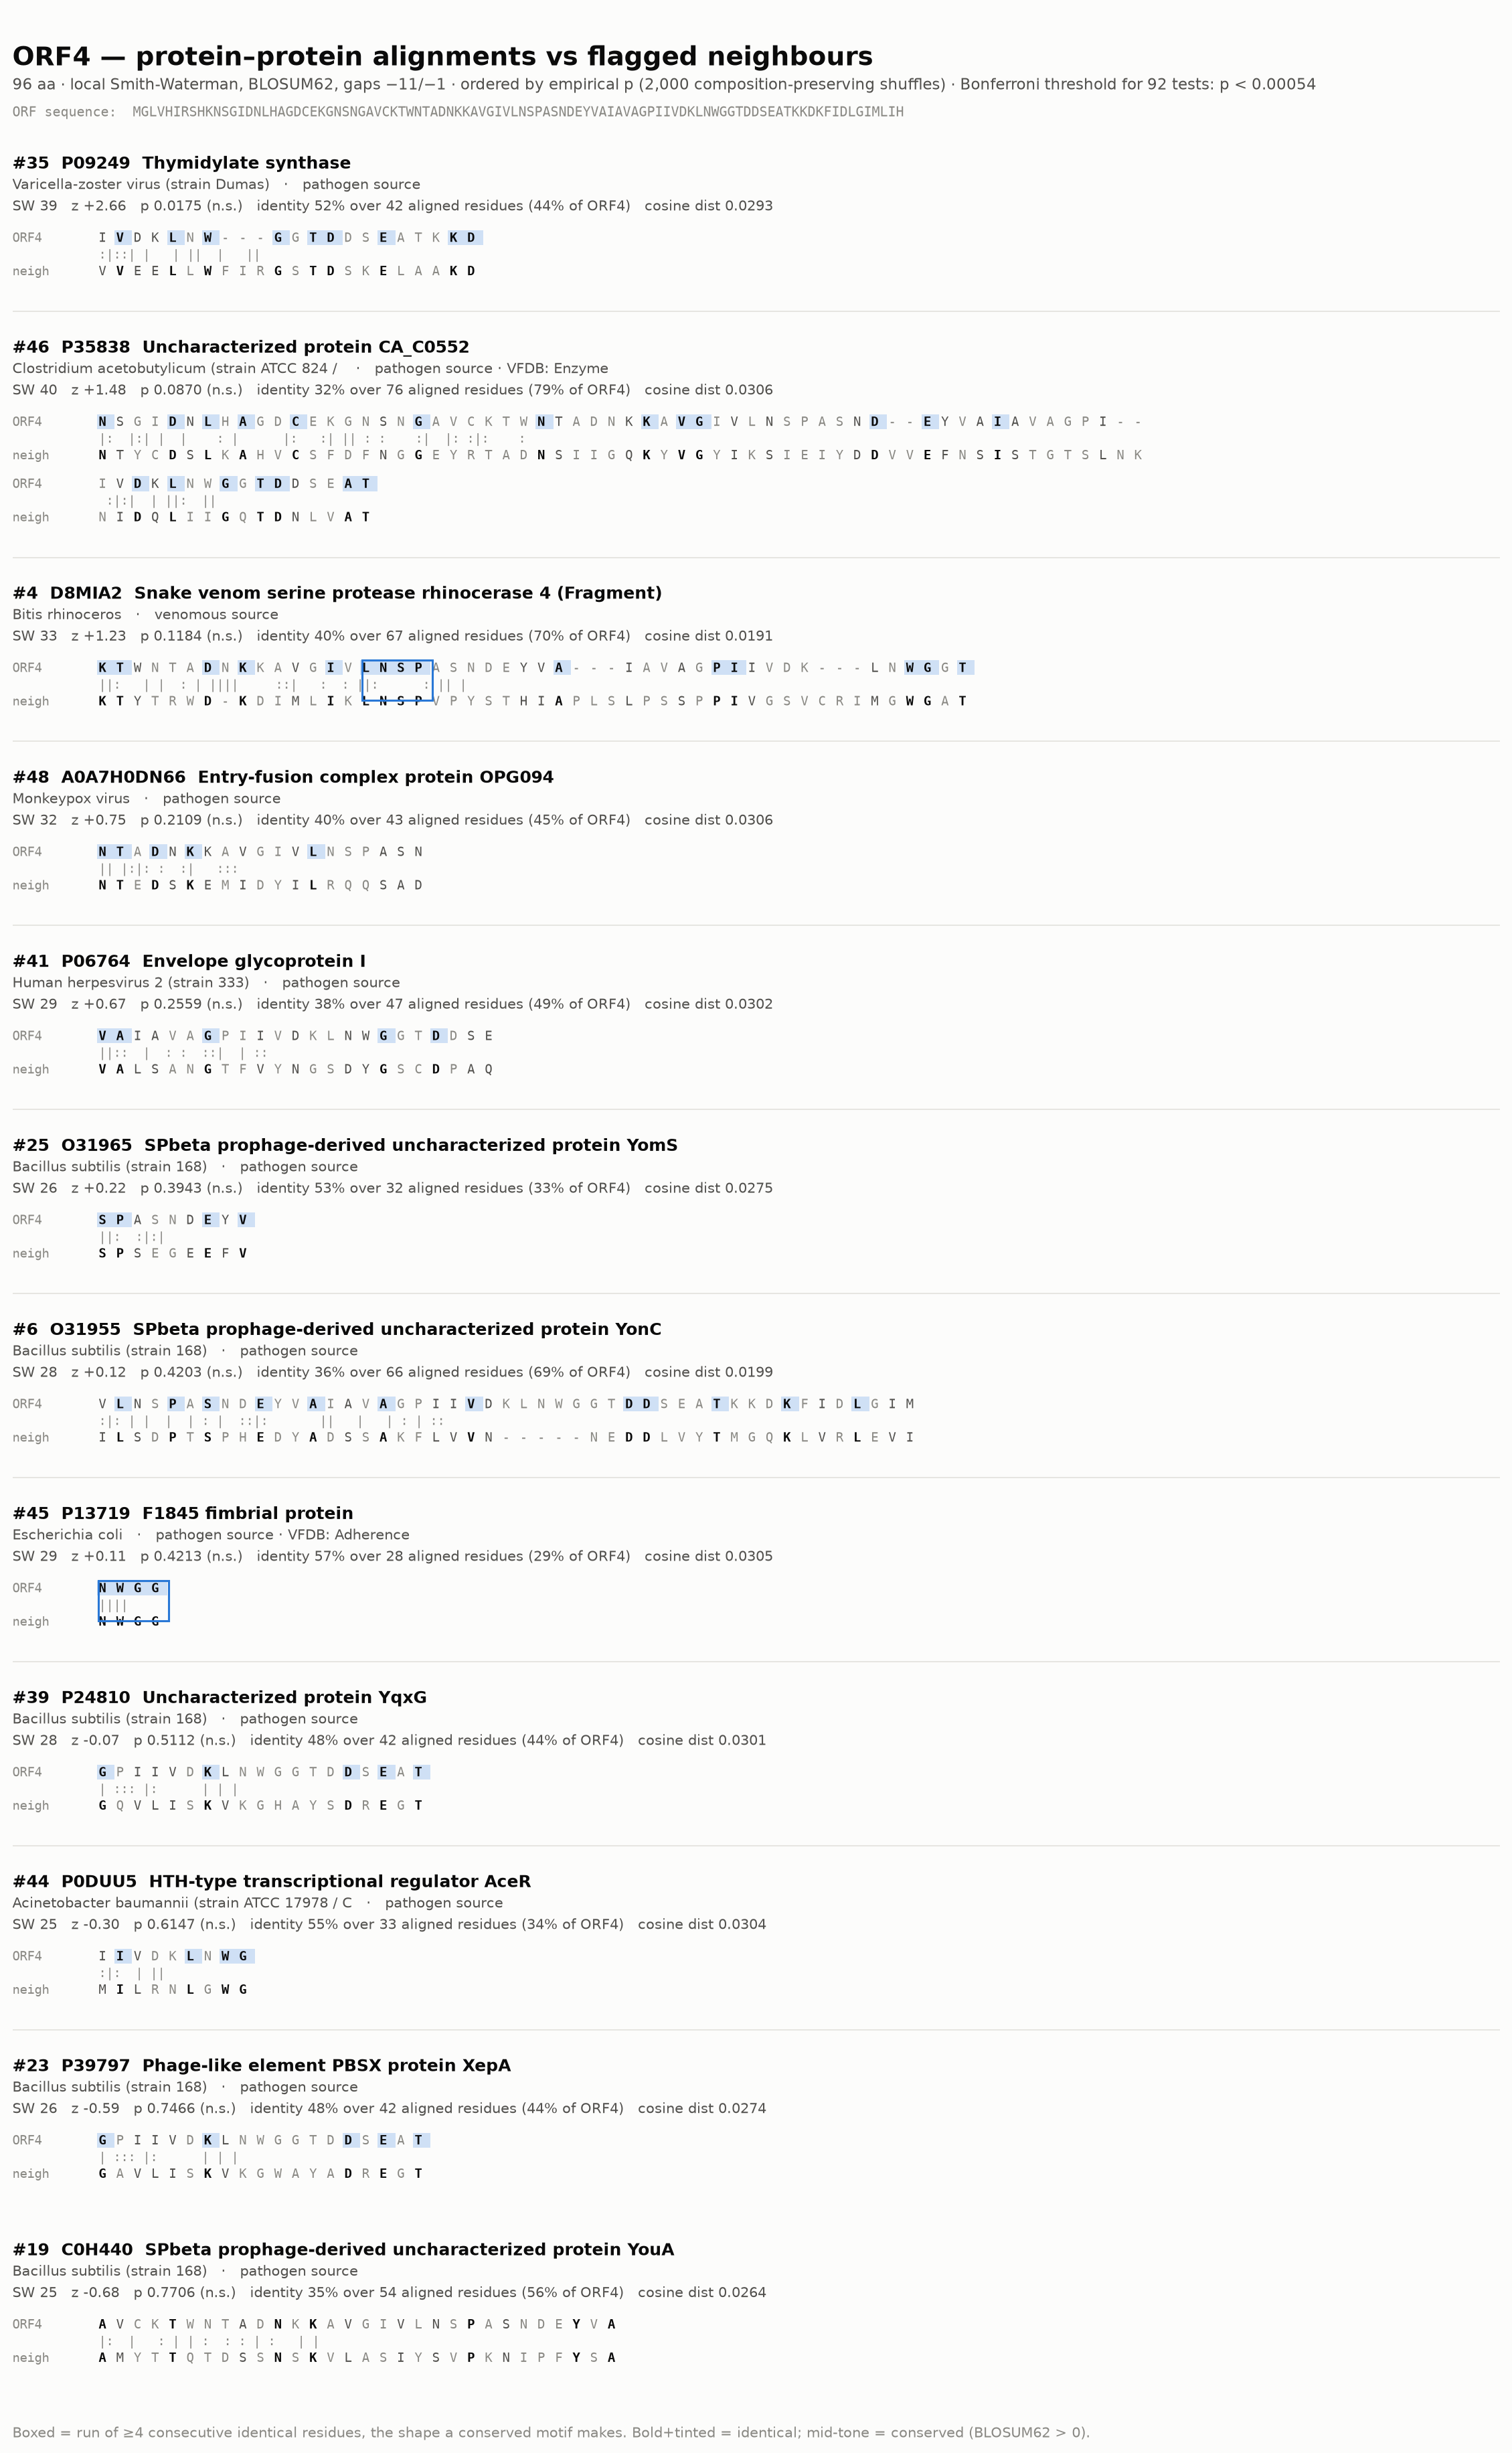 ORF4 — protein–protein alignments vs flagged neighbours
96 aa · local Smith-Waterman, BLOSUM62, gaps −11/−1 · ordered by empirical p (2,000 composition-preserving shuffles) · Bonferroni threshold for 92 tests: p < 0.00054
ORF sequence: MGLVHIRSHKNSGIDNLHAGDCEKGNSNGAVCKTWNTADNKKAVGIVLNSPASNDEYVAIAVAGPIIVDKLNWGGTDDSEATKKDKFIDLGIMLIH
#35 P09249 Thymidylate synthase
Varicella-zoster virus (strain Dumas) · pathogen source
SW 39 z +2.66 p 0.0175 (n.s.) identity 52% over 42 aligned residues (44% of ORF4) cosine dist 0.0293
ORF4 I V D K L N W - - - G G T D D S E A T K K D
:|::| |   | ||  |   ||
neigh V V E E L L W F I R G S T D S K E L A A K D
#46 P35838 Uncharacterized protein CA_C0552
Clostridium acetobutylicum (strain ATCC 824 / · pathogen source · VFDB: Enzyme
SW 40 z +1.48 p 0.0870 (n.s.) identity 32% over 76 aligned residues (79% of ORF4) cosine dist 0.0306
ORF4 N S G I D N L H A G D C E K G N S N G A V C K T W N T A D N K K A V G I V L N S P A S N D - - E Y V A I A V A G P I - -
|:  |:| |  |    : |      |:   :| || : :    :|  |: :|:    :
neigh N T Y C D S L K A H V C S F D F N G G E Y R T A D N S I I G Q K Y V G Y I K S I E I Y D D V V E F N S I S T G T S L N K
ORF4 I V D K L N W G G T D D S E A T
:|:|  | ||:  ||
neigh N I D Q L I I G Q T D N L V A T
#4 D8MIA2 Snake venom serine protease rhinocerase 4 (Fragment)
Bitis rhinoceros · venomous source
SW 33 z +1.23 p 0.1184 (n.s.) identity 40% over 67 aligned residues (70% of ORF4) cosine dist 0.0191
ORF4 K T W N T A D N K K A V G I V L N S P A S N D E Y V A - - - I A V A G P I I V D K - - - L N W G G T
||:   | |  : | ||||     ::|   :  : ||:      : || |
neigh K T Y T R W D - K D I M L I K L N S P V P Y S T H I A P L S L P S S P P I V G S V C R I M G W G A T
#48 A0A7H0DN66 Entry-fusion complex protein OPG094
Monkeypox virus · pathogen source
SW 32 z +0.75 p 0.2109 (n.s.) identity 40% over 43 aligned residues (45% of ORF4) cosine dist 0.0306
ORF4 N T A D N K K A V G I V L N S P A S N
|| |:|: :  :|   :::
neigh N T E D S K E M I D Y I L R Q Q S A D
#41 P06764 Envelope glycoprotein I
Human herpesvirus 2 (strain 333) · pathogen source
SW 29 z +0.67 p 0.2559 (n.s.) identity 38% over 47 aligned residues (49% of ORF4) cosine dist 0.0302
ORF4 V A I A V A G P I I V D K L N W G G T D D S E
||::  |  : :  ::|  | ::
neigh V A L S A N G T F V Y N G S D Y G S C D P A Q
#25 O31965 SPbeta prophage-derived uncharacterized protein YomS
Bacillus subtilis (strain 168) · pathogen source
SW 26 z +0.22 p 0.3943 (n.s.) identity 53% over 32 aligned residues (33% of ORF4) cosine dist 0.0275
ORF4 S P A S N D E Y V
||:  :|:|
neigh S P S E G E E F V
#6 O31955 SPbeta prophage-derived uncharacterized protein YonC
Bacillus subtilis (strain 168) · pathogen source
SW 28 z +0.12 p 0.4203 (n.s.) identity 36% over 66 aligned residues (69% of ORF4) cosine dist 0.0199
ORF4 V L N S P A S N D E Y V A I A V A G P I I V D K L N W G G T D D S E A T K K D K F I D L G I M
:|: | |  |  | : |  ::|:       ||   |   | : | ::
neigh I L S D P T S P H E D Y A D S S A K F L V V N - - - - - N E D D L V Y T M G Q K L V R L E V I
#45 P13719 F1845 fimbrial protein
Escherichia coli · pathogen source · VFDB: Adherence
SW 29 z +0.11 p 0.4213 (n.s.) identity 57% over 28 aligned residues (29% of ORF4) cosine dist 0.0305
ORF4 N W G G
||||
neigh N W G G
#39 P24810 Uncharacterized protein YqxG
Bacillus subtilis (strain 168) · pathogen source
SW 28 z -0.07 p 0.5112 (n.s.) identity 48% over 42 aligned residues (44% of ORF4) cosine dist 0.0301
ORF4 G P I I V D K L N W G G T D D S E A T
| ::: |:      | | |
neigh G Q V L I S K V K G H A Y S D R E G T
#44 P0DUU5 HTH-type transcriptional regulator AceR
Acinetobacter baumannii (strain ATCC 17978 / C · pathogen source
SW 25 z -0.30 p 0.6147 (n.s.) identity 55% over 33 aligned residues (34% of ORF4) cosine dist 0.0304
ORF4 I I V D K L N W G
:|:  | ||
neigh M I L R N L G W G
#23 P39797 Phage-like element PBSX protein XepA
Bacillus subtilis (strain 168) · pathogen source
SW 26 z -0.59 p 0.7466 (n.s.) identity 48% over 42 aligned residues (44% of ORF4) cosine dist 0.0274
ORF4 G P I I V D K L N W G G T D D S E A T
| ::: |:      | | |
neigh G A V L I S K V K G W A Y A D R E G T
#19 C0H440 SPbeta prophage-derived uncharacterized protein YouA
Bacillus subtilis (strain 168) · pathogen source
SW 25 z -0.68 p 0.7706 (n.s.) identity 35% over 54 aligned residues (56% of ORF4) cosine dist 0.0264
ORF4 A V C K T W N T A D N K K A V G I V L N S P A S N D E Y V A
|:  |   : | | :  : : | :   | |
neigh A M Y T T Q T D S S N S K V L A S I Y S V P K N I P F Y S A
Boxed = run of ≥4 consecutive identical residues, the shape a conserved motif makes. Bold+tinted = identical; mid-tone = conserved (BLOSUM62 > 0).